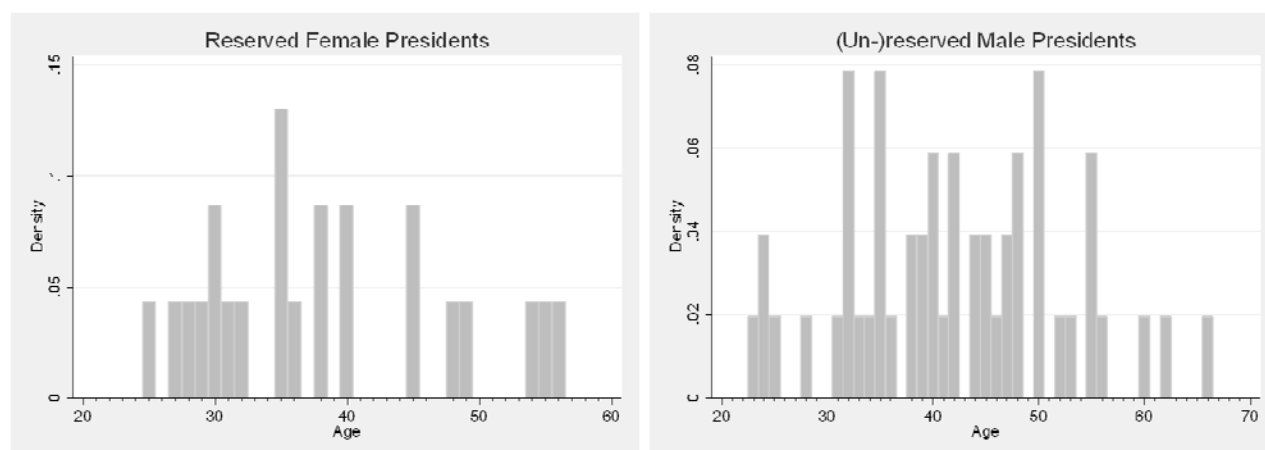 Reserved Female Presidents
.15
.05
0
Density
20 30 40 50 60
Age
(Un-)reserved Male Presidents
.08
.06
.04
.02
Density
20 30 40 50 60 70
Age